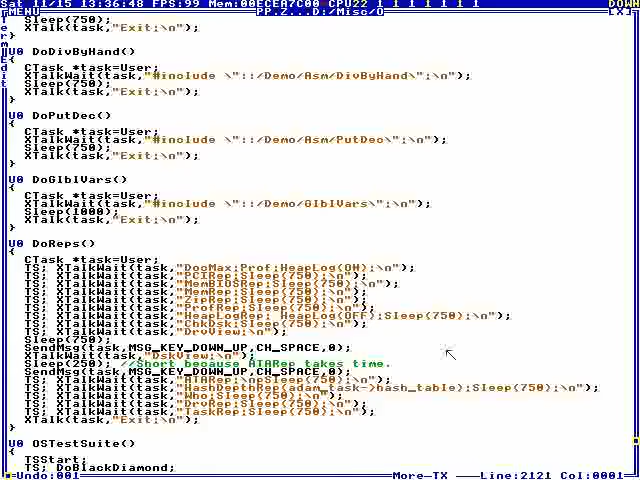 Sat 11/15 13:36:48 FPS:99 Mem:00ECEA7C00 CPU22 1 1 1 1 1 1 1 DOWN
MENU PP.Z...D:/Misc/O [X]
Sleep(750);
XTalk(task,"Exit;\n");
}
U0 DoDivByHand()
{
CTask *task=User;
XTalkWait(task,"#include \"::/Demo/Asm/DivByHand\";\n");
Sleep(750);
XTalk(task,"Exit;\n");
}
U0 DoPutDec()
{
CTask *task=User;
XTalkWait(task,"#include \"::/Demo/Asm/PutDec\";\n");
Sleep(750);
XTalk(task,"Exit;\n");
}
U0 DoGlblVars()
{
CTask *task=User;
XTalkWait(task,"#include \"::/Demo/GlblVars\";\n");
Sleep(1000);
XTalk(task,"Exit;\n");
}
U0 DoReps()
{
CTask *task=User;
TS; XTalkWait(task,"DocMax;Prof;HeapLog(ON);\n");
TS; XTalkWait(task,"PCIRep;Sleep(750);\n");
TS; XTalkWait(task,"MemBIOSRep;Sleep(750);\n");
TS; XTalkWait(task,"MemRep;Sleep(750);\n");
TS; XTalkWait(task,"ZipRep;Sleep(750);\n");
TS; XTalkWait(task,"ProfRep;Sleep(750);\n");
TS; XTalkWait(task,"HeapLogRep; HeapLog(OFF);Sleep(750);\n");
TS; XTalkWait(task,"ChkDsk;Sleep(750);\n");
TS; XTalkWait(task,"DrvView;\n");
Sleep(750);
SendMsg(task,MSG_KEY_DOWN_UP,CH_SPACE,0);
XTalkWait(task,"DskView;\n");
Sleep(250); //Short because ATARep takes time.
SendMsg(task,MSG_KEY_DOWN_UP,CH_SPACE,0);
TS; XTalkWait(task,"ATARep;\npSleep(750);\n");
TS; XTalkWait(task,"HashDepthRep(adam_task->hash_table);Sleep(750);\n");
TS; XTalkWait(task,"Who;Sleep(750);\n");
TS; XTalkWait(task,"DrvRep;Sleep(750);\n");
TS; XTalkWait(task,"TaskRep;Sleep(750);\n");
XTalk(task,"Exit;\n");
}
U0 OSTestSuite()
{
TSStart;
TS; DoBlackDiamond;
Undo:001 More-TX Line:2121 Col:0001